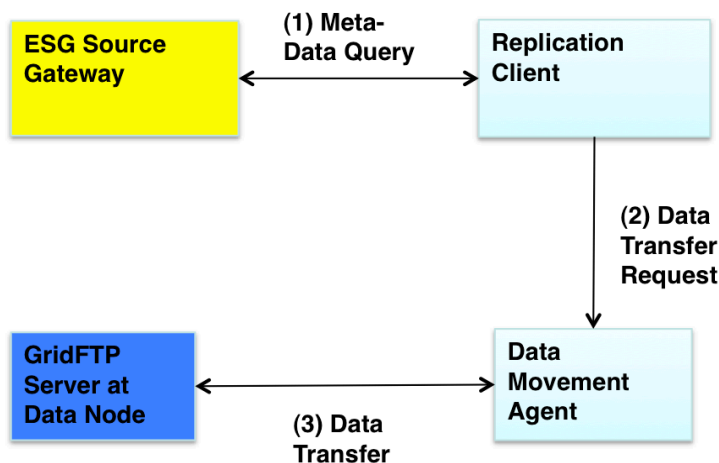 ESG Source
Gateway
(1) Meta-
Data Query
Replication
Client
(2) Data
Transfer
Request
GridFTP
Server at
Data Node
(3) Data
Transfer
Data
Movement
Agent